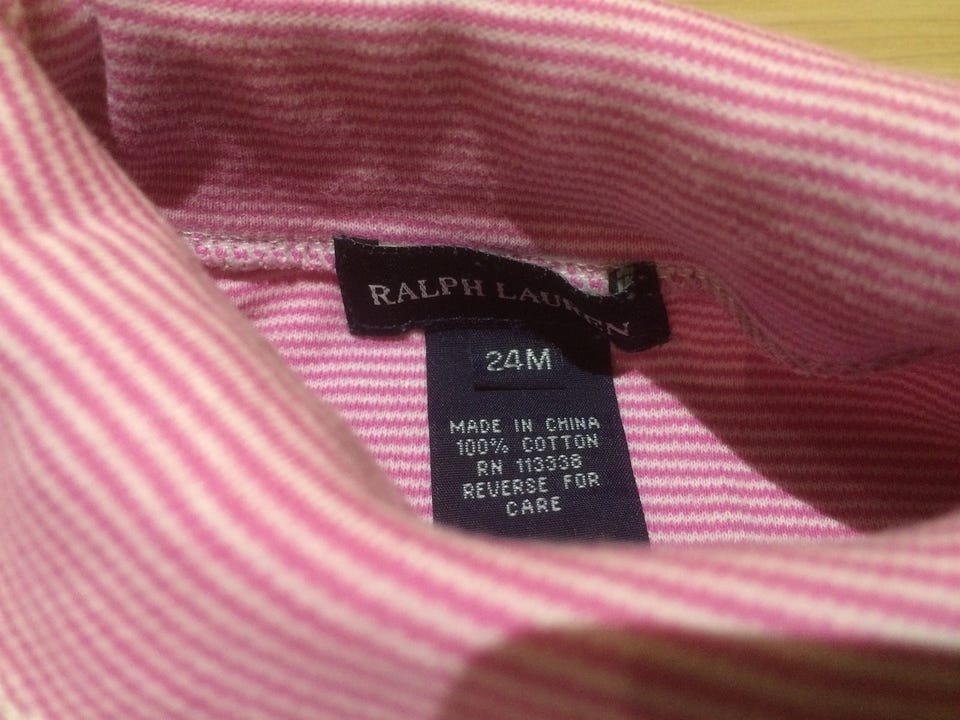 RALPH LAUREN
24M
MADE IN CHINA
100% COTTON
RN 113338
REVERSE FOR
CARE